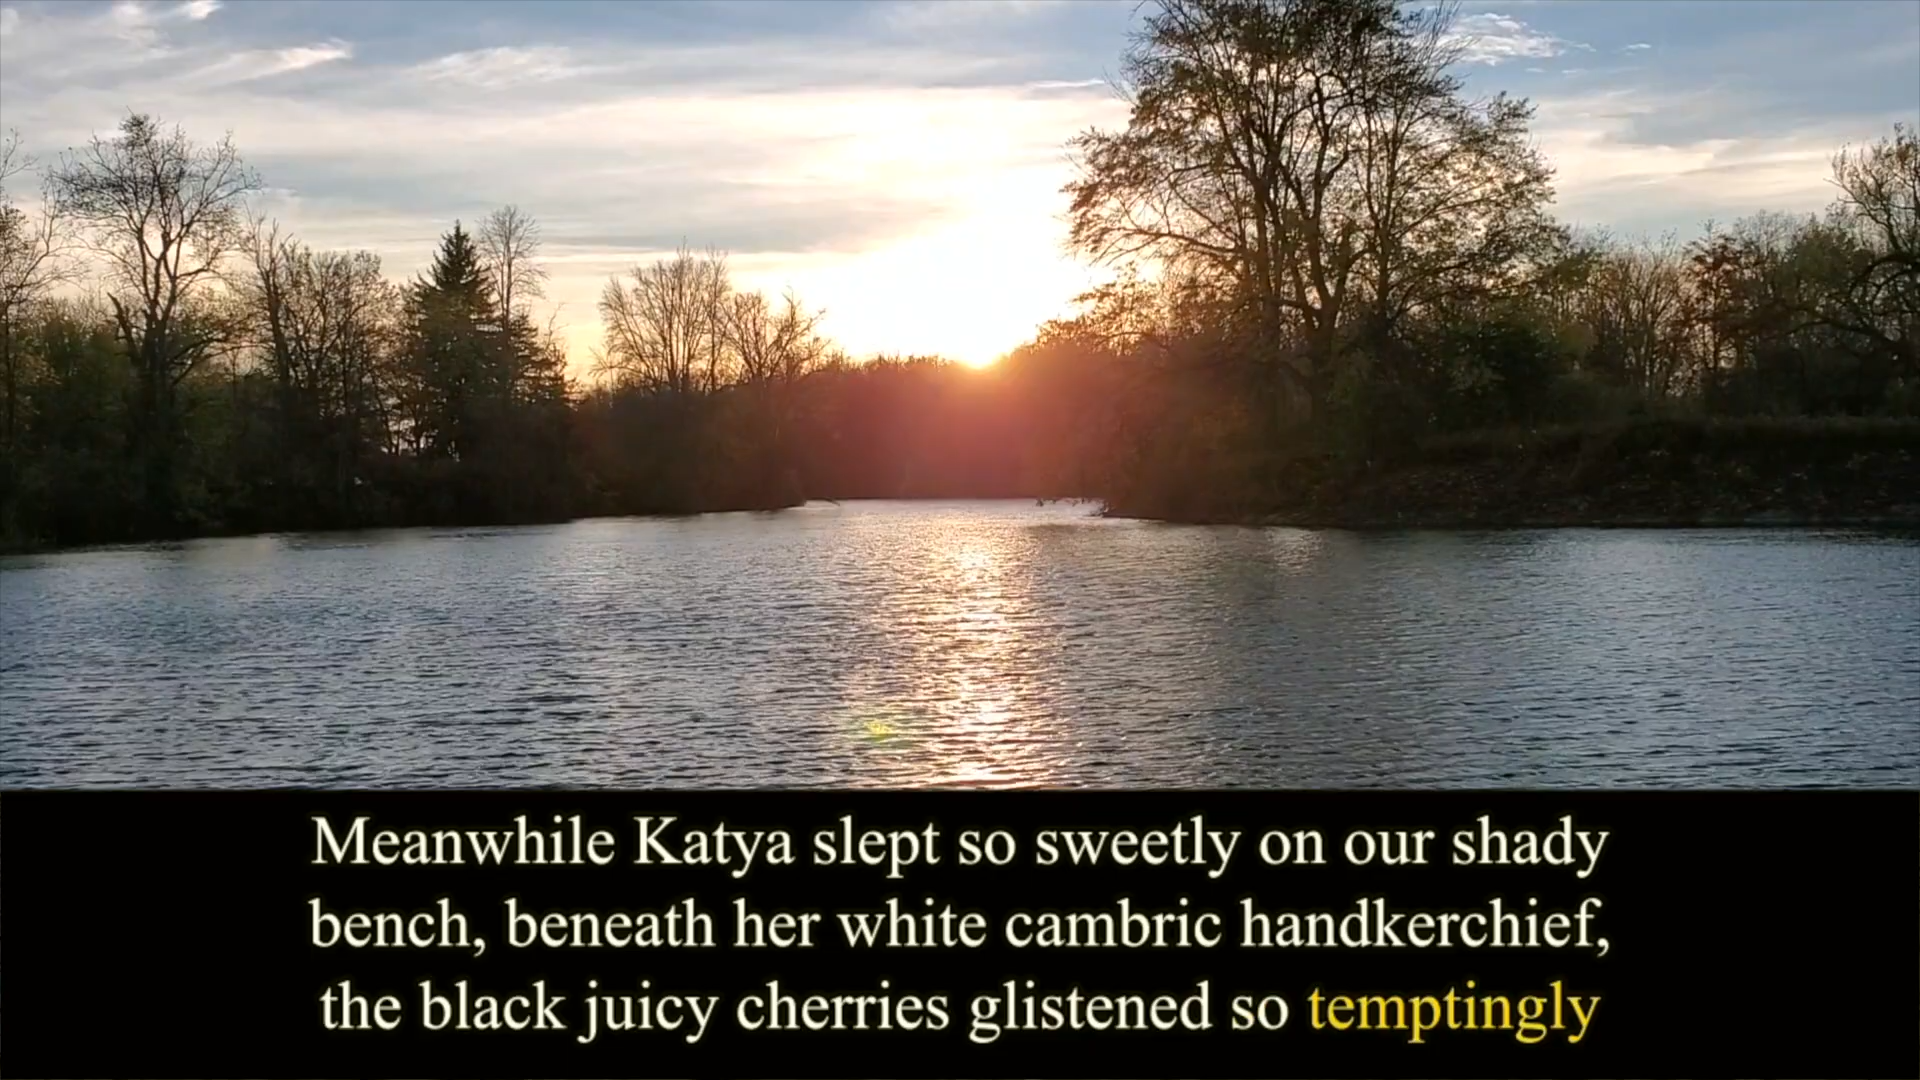 Meanwhile Katya slept so sweetly on our shady
bench, beneath her white cambric handkerchief,
the black juicy cherries glistened so temptingly